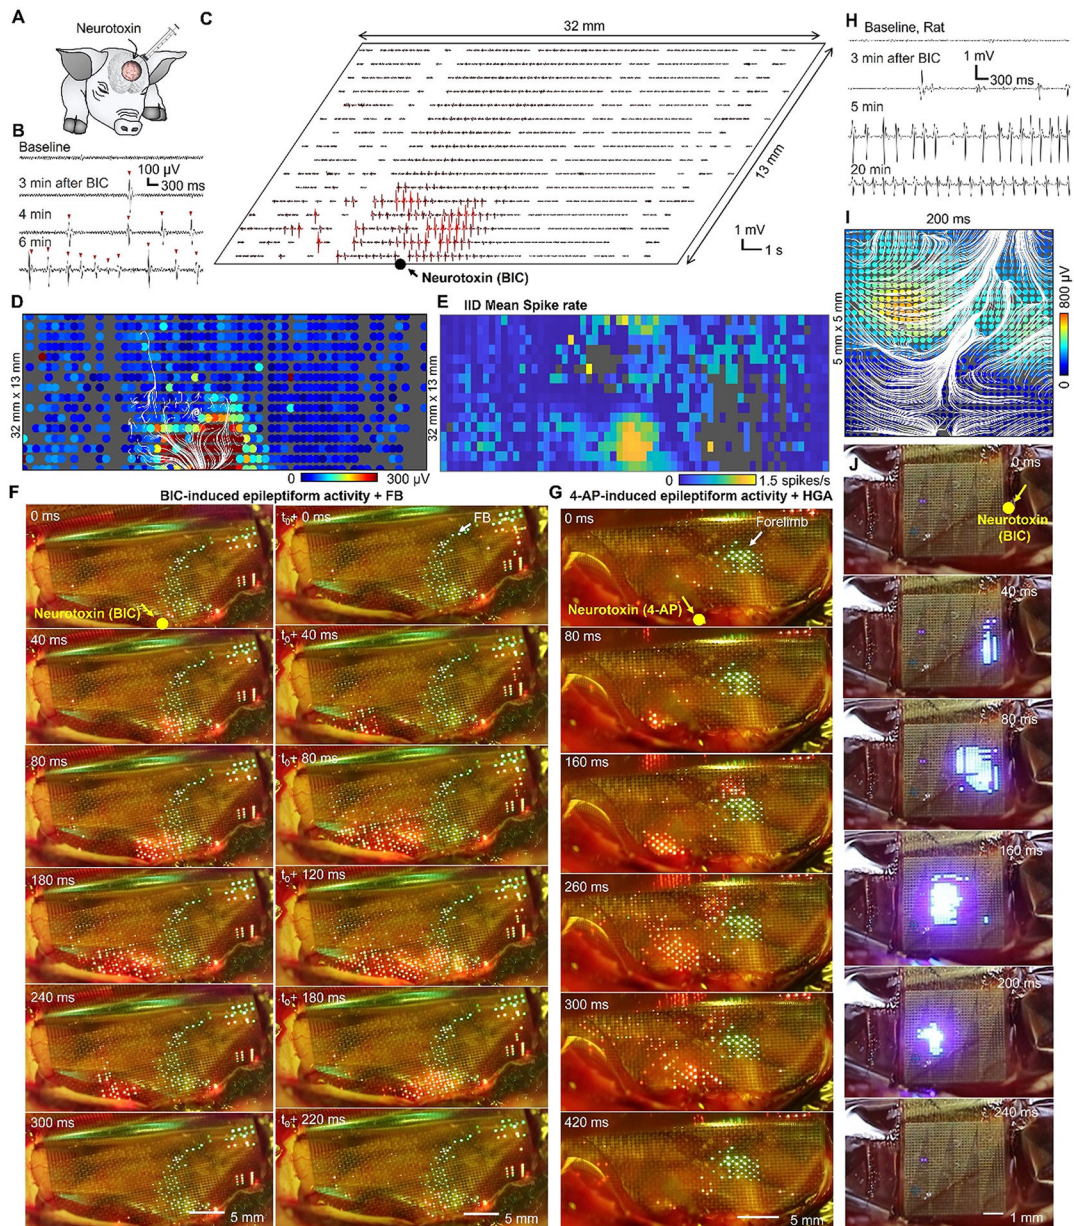 A
Neurotoxin
B
Baseline
100 µV
3 min after BIC
300 ms
4 min
6 min
C
32 mm
13 mm
1 mV
1 s
Neurotoxin (BIC)
D
32 mm x 13 mm
0
300 µV
E
IID Mean Spike rate
32 mm x 13 mm
0
1.5 spikes/s
F
BIC-induced epileptiform activity + FB
0 ms
Neurotoxin (BIC)
40 ms
80 ms
180 ms
240 ms
300 ms
5 mm
t₀+ 0 ms
FB
t₀+ 40 ms
t₀+ 80 ms
t₀+ 120 ms
t₀+ 180 ms
t₀+ 220 ms
5 mm
G
4-AP-induced epileptiform activity + HGA
0 ms
Forelimb
Neurotoxin (4-AP)
80 ms
160 ms
260 ms
300 ms
420 ms
5 mm
H
Baseline, Rat
3 min after BIC
1 mV
300 ms
5 min
20 min
I
200 ms
5 mm x 5 mm
800 µV
0
J
0 ms
Neurotoxin
(BIC)
40 ms
80 ms
160 ms
200 ms
240 ms
1 mm